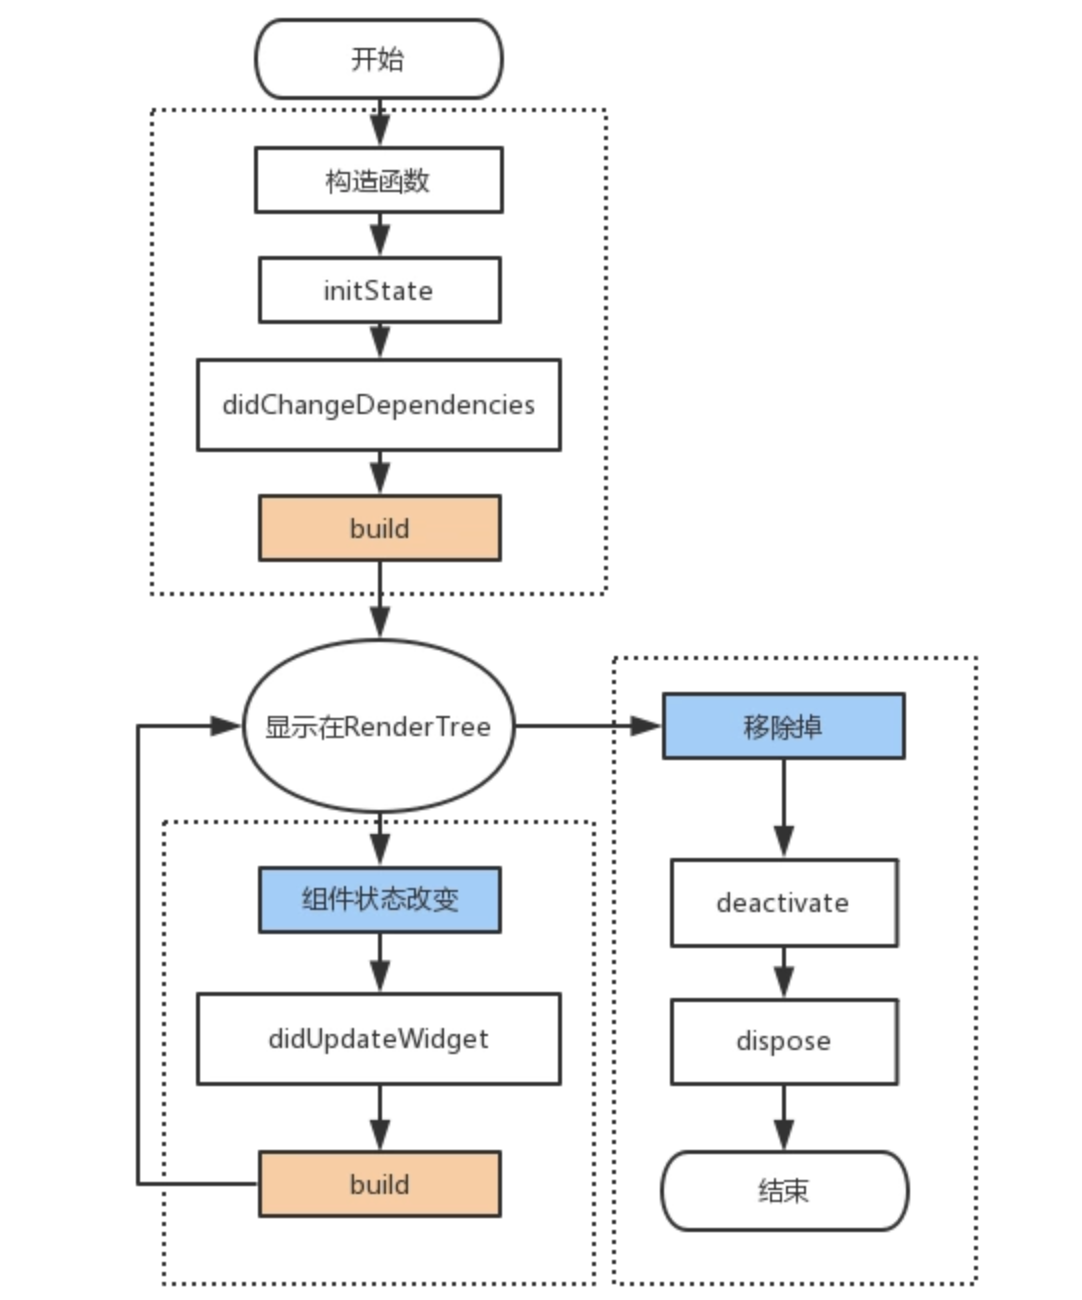 开始
构造函数
initState
didChangeDependencies
build
显示在RenderTree
移除掉
组件状态改变
deactivate
didUpdateWidget
dispose
build
结束